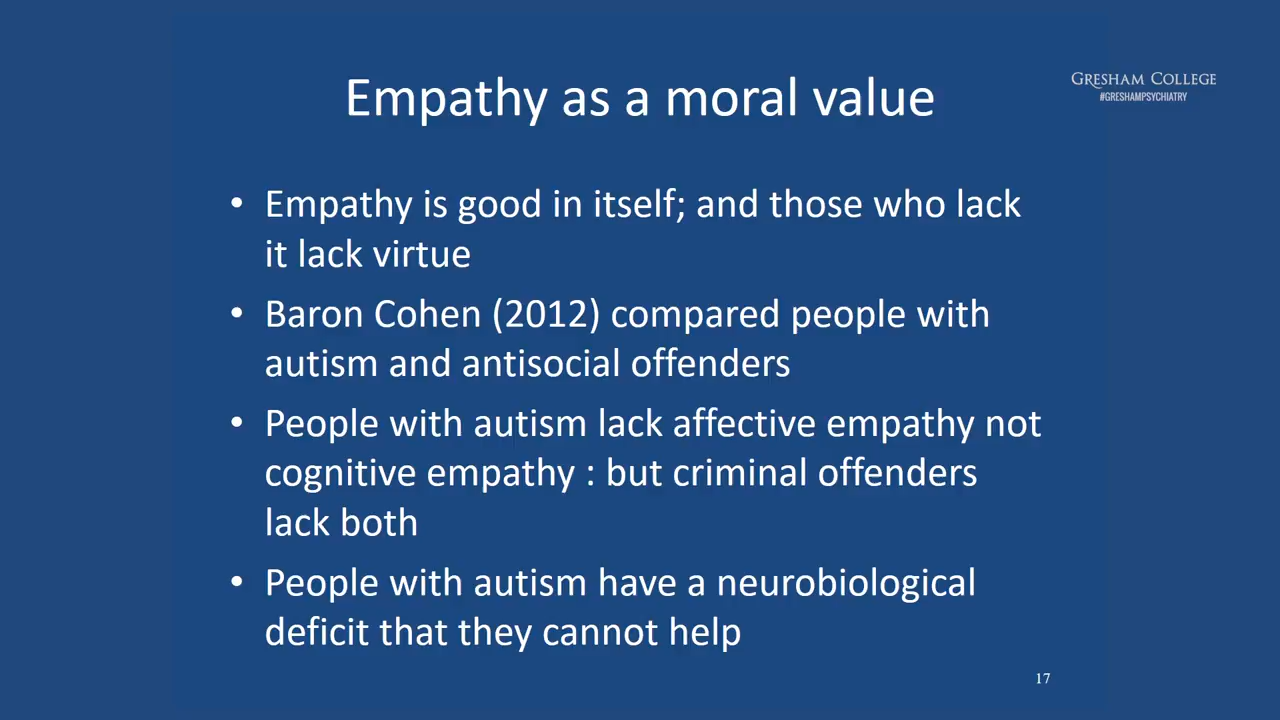 Empathy as a moral value
GRESHAM COLLEGE
#GRESHAMPSYCHIATRY
• Empathy is good in itself; and those who lack
it lack virtue
• Baron Cohen (2012) compared people with
autism and antisocial offenders
• People with autism lack affective empathy not
cognitive empathy : but criminal offenders
lack both
• People with autism have a neurobiological
deficit that they cannot help
17